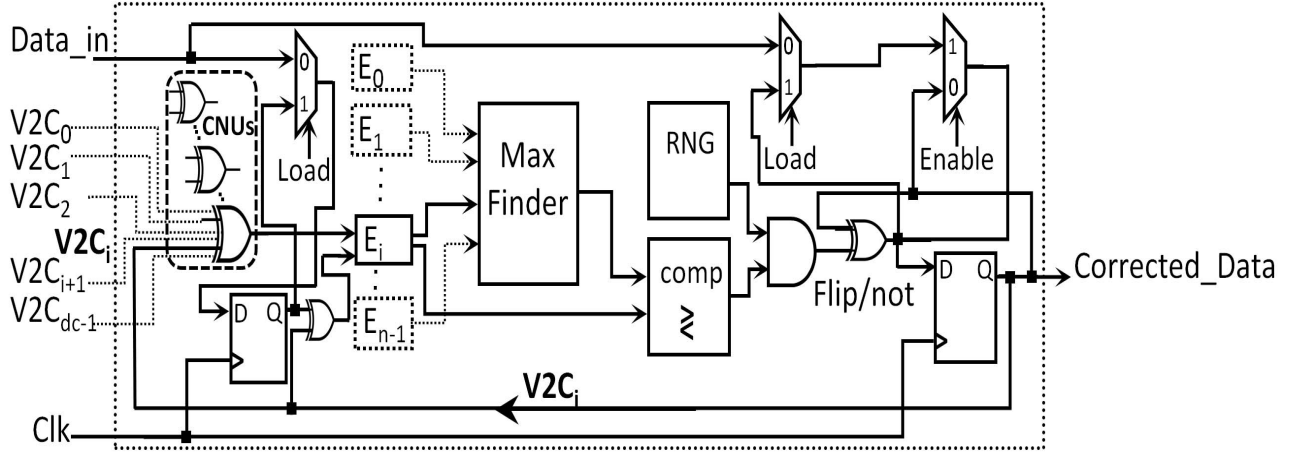 Data_in
V2C0
V2C1
V2C2
V2Ci
V2Ci+1
V2Cdc-1
Clk
CNUs
0
1
Load
D
Q
E0
E1
Ei
En-1
Max
Finder
RNG
comp
≥
0
1
Load
1
0
Enable
Flip/not
D
Q
Corrected_Data
V2Ci